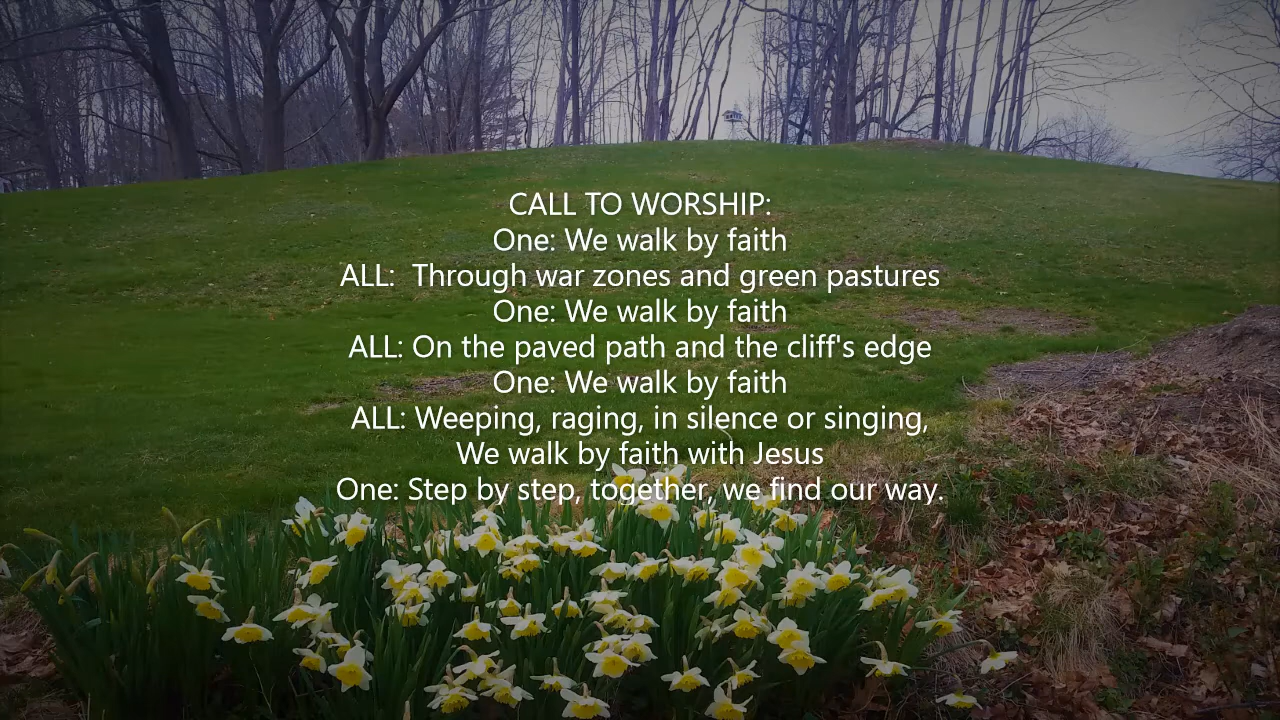 CALL TO WORSHIP:
One: We walk by faith
ALL:  Through war zones and green pastures
One: We walk by faith
ALL: On the paved path and the cliff's edge
One: We walk by faith
ALL: Weeping, raging, in silence or singing,
We walk by faith with Jesus
One: Step by step, together, we find our way.